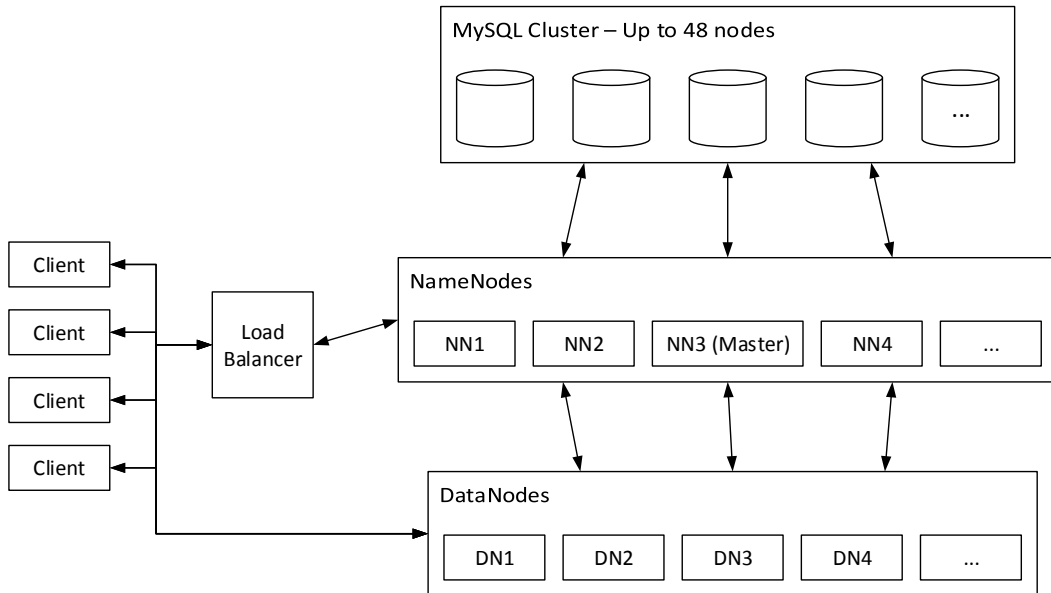 MySQL Cluster – Up to 48 nodes
...
Client
Client
Client
Client
Load
Balancer
NameNodes
NN1
NN2
NN3 (Master)
NN4
...
DataNodes
DN1
DN2
DN3
DN4
...